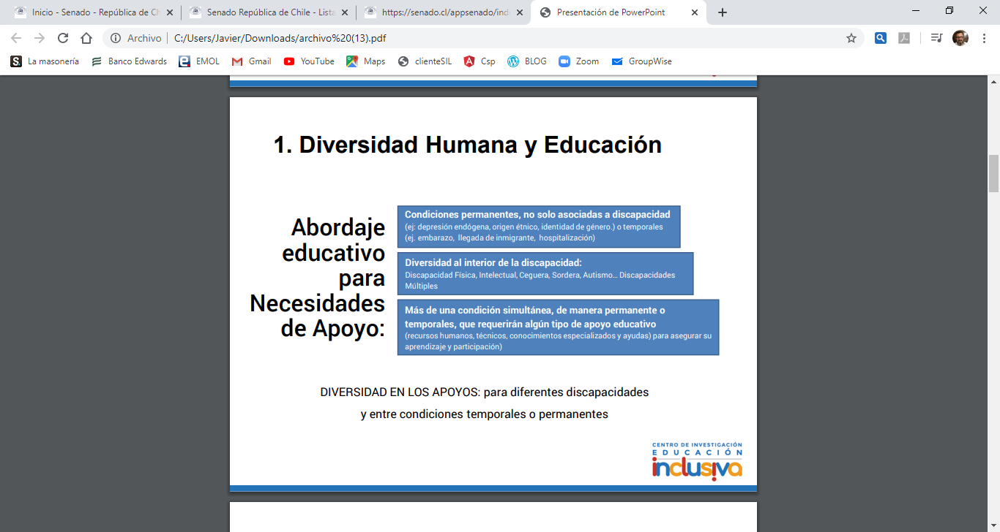 Inicio - Senado - República de Ch
Senado República de Chile - Lista
https://senado.cl/appsenado/ind
Presentación de PowerPoint
Archivo
C:/Users/Javier/Downloads/archivo%20(13).pdf
La masonería
Banco Edwards
EMOL
Gmail
YouTube
Maps
clienteSIL
Csp
BLOG
Zoom
GroupWise
1. Diversidad Humana y Educación
Abordaje
educativo
para
Necesidades
de Apoyo:
Condiciones permanentes, no solo asociadas a discapacidad
(ej: depresión endógena, origen étnico, identidad de género.) o temporales
(ej. embarazo, llegada de inmigrante, hospitalización)
Diversidad al interior de la discapacidad:
Discapacidad Física, Intelectual, Ceguera, Sordera, Autismo... Discapacidades
Múltiples
Más de una condición simultánea, de manera permanente o
temporales, que requerirán algún tipo de apoyo educativo
(recursos humanos, técnicos, conocimientos especializados y ayudas) para asegurar su
aprendizaje y participación)
DIVERSIDAD EN LOS APOYOS: para diferentes discapacidades
y entre condiciones temporales o permanentes
CENTRO DE INVESTIGACIÓN
EDUCACIÓN
inclusiva